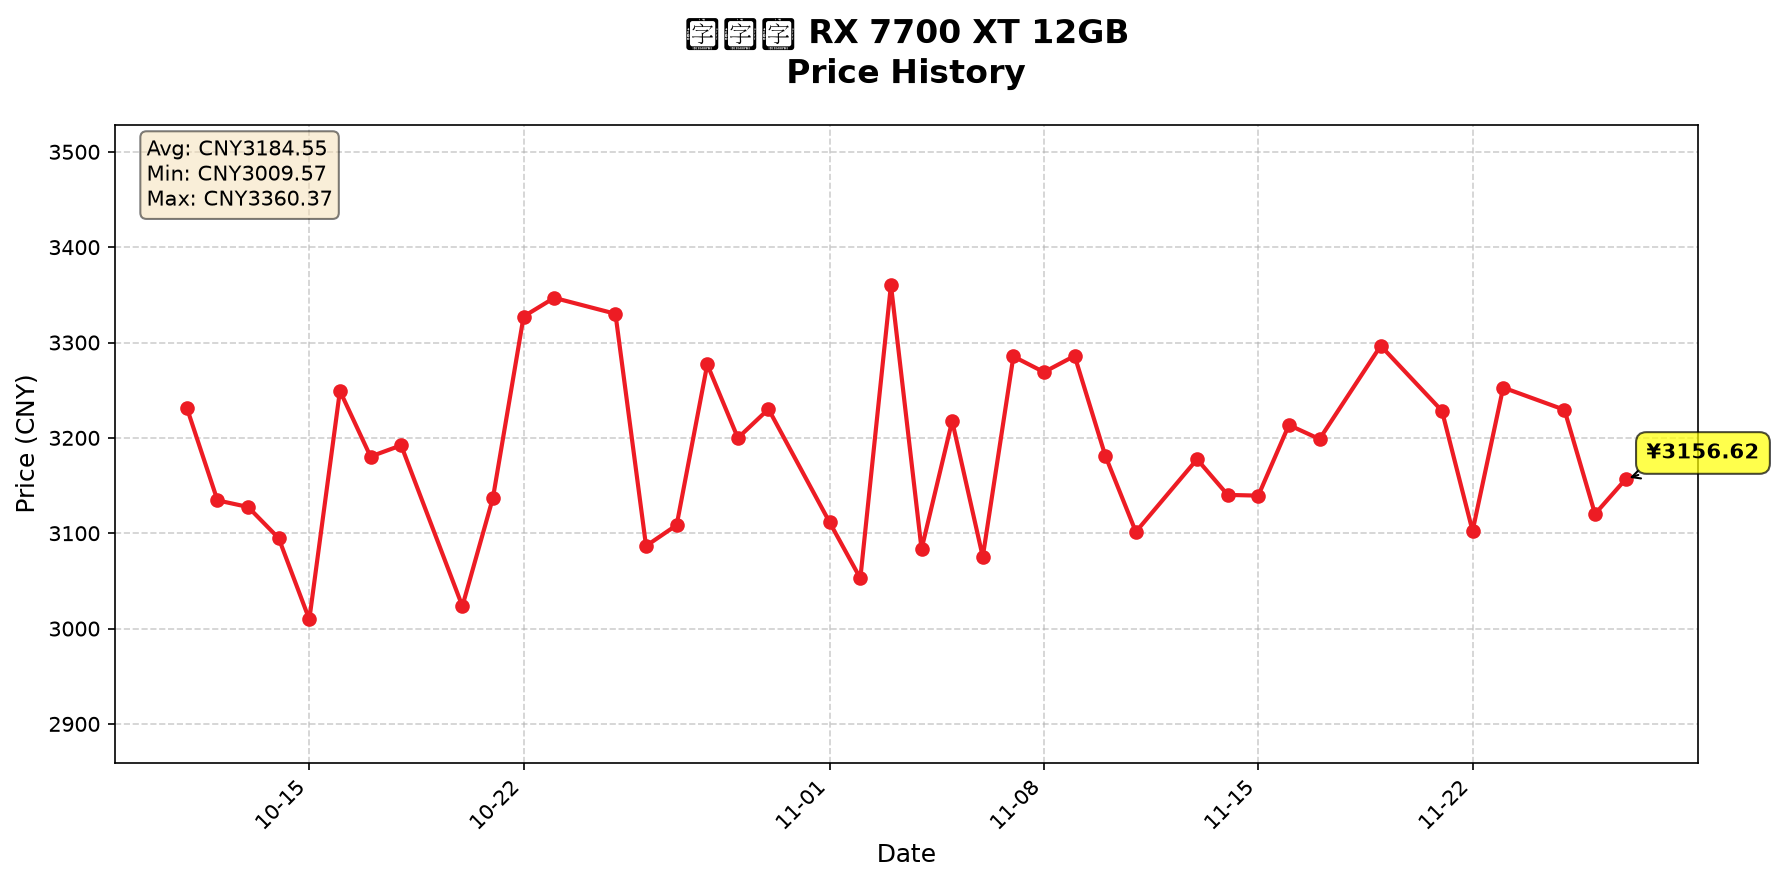 RX 7700 XT 12GB
Price History
Avg: CNY3184.55
Min: CNY3009.57
Max: CNY3360.37
3500
3400
3300
3200
3100
3000
2900
Price (CNY)
¥3156.62
10-15
10-22
11-01
11-08
11-15
11-22
Date